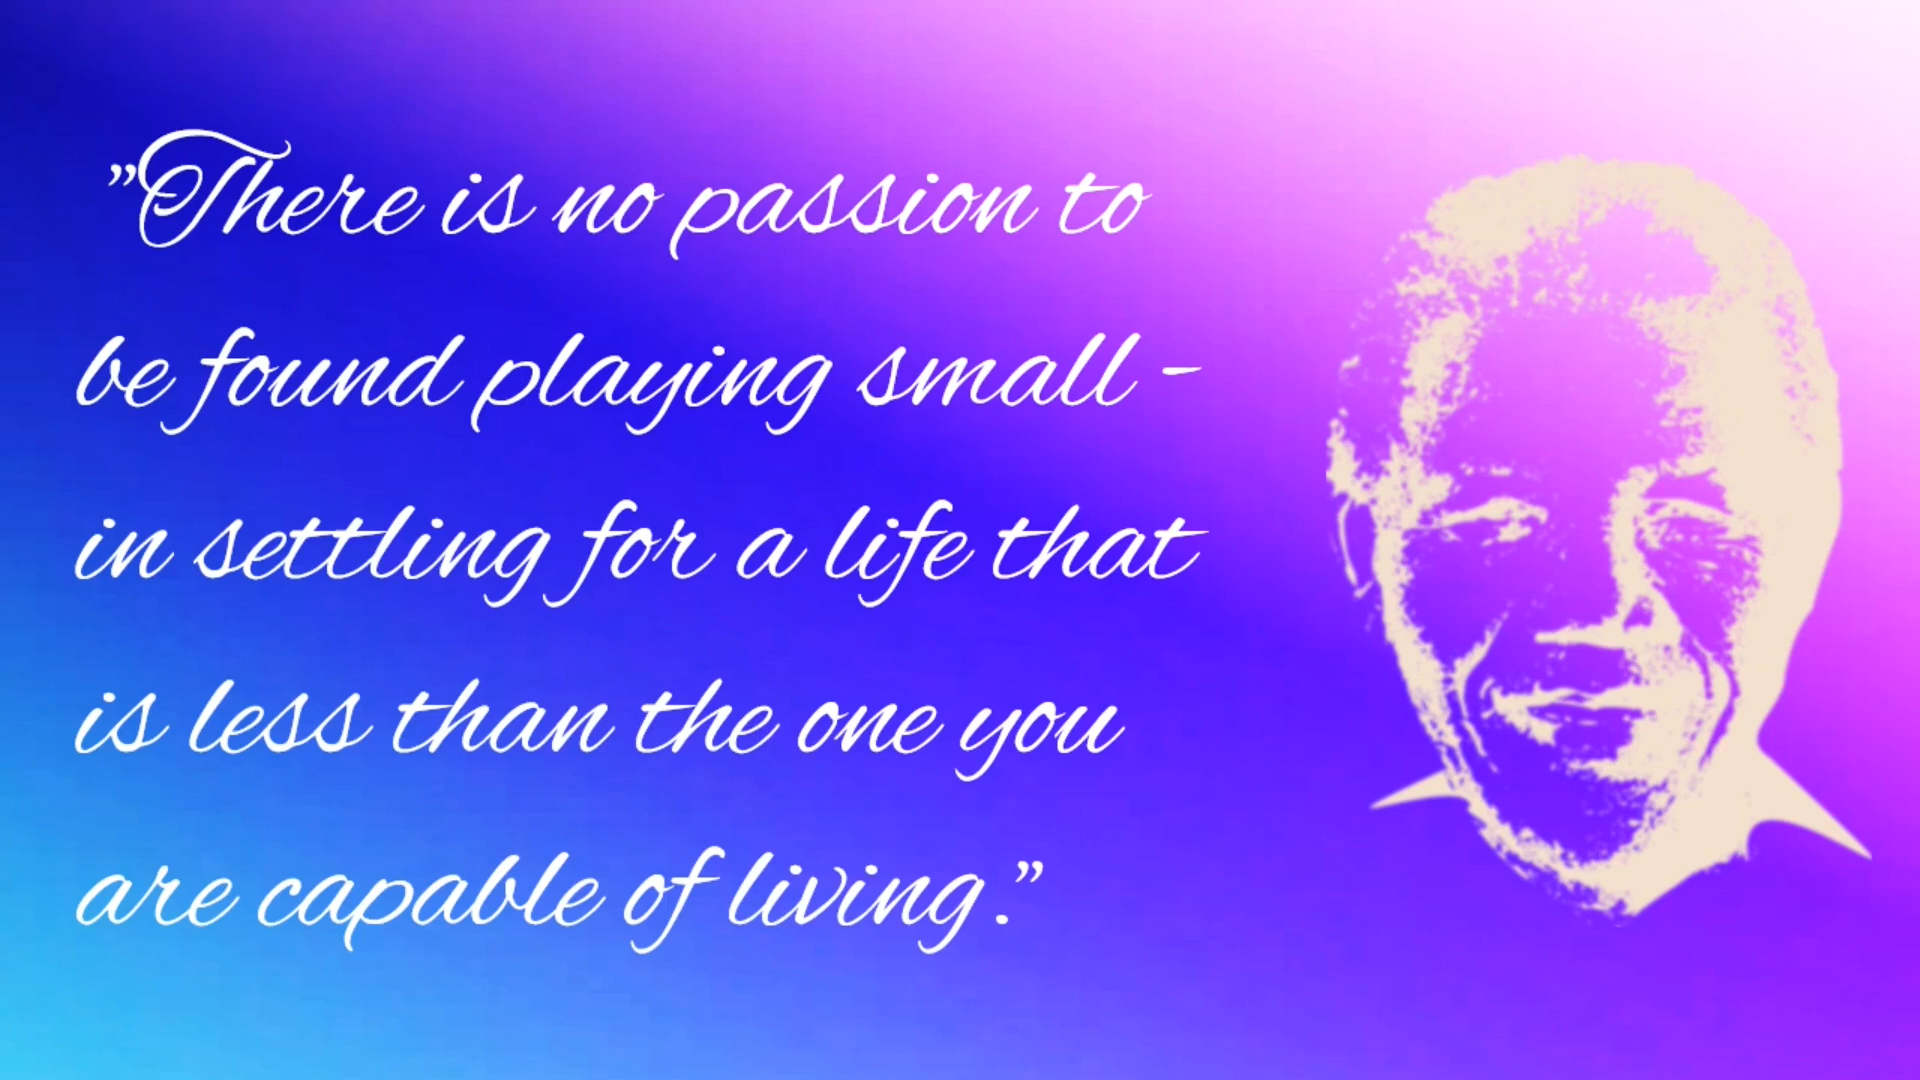 ”There is no passion to
be found playing small -
in settling for a life that
is less than the one you
are capable of living.”